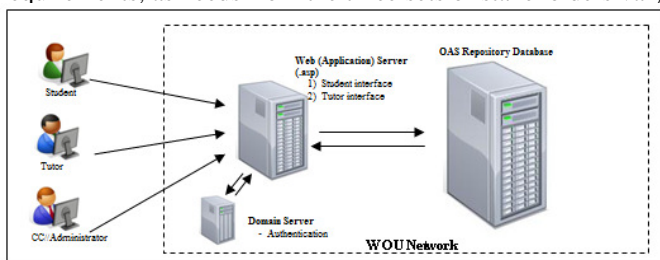 Student
Tutor
CC//Administrator
Web (Application) Server
(.asp)
1) Student interface
2) Tutor interface
OAS Repository Database
Domain Server
- Authentication
WOU Network